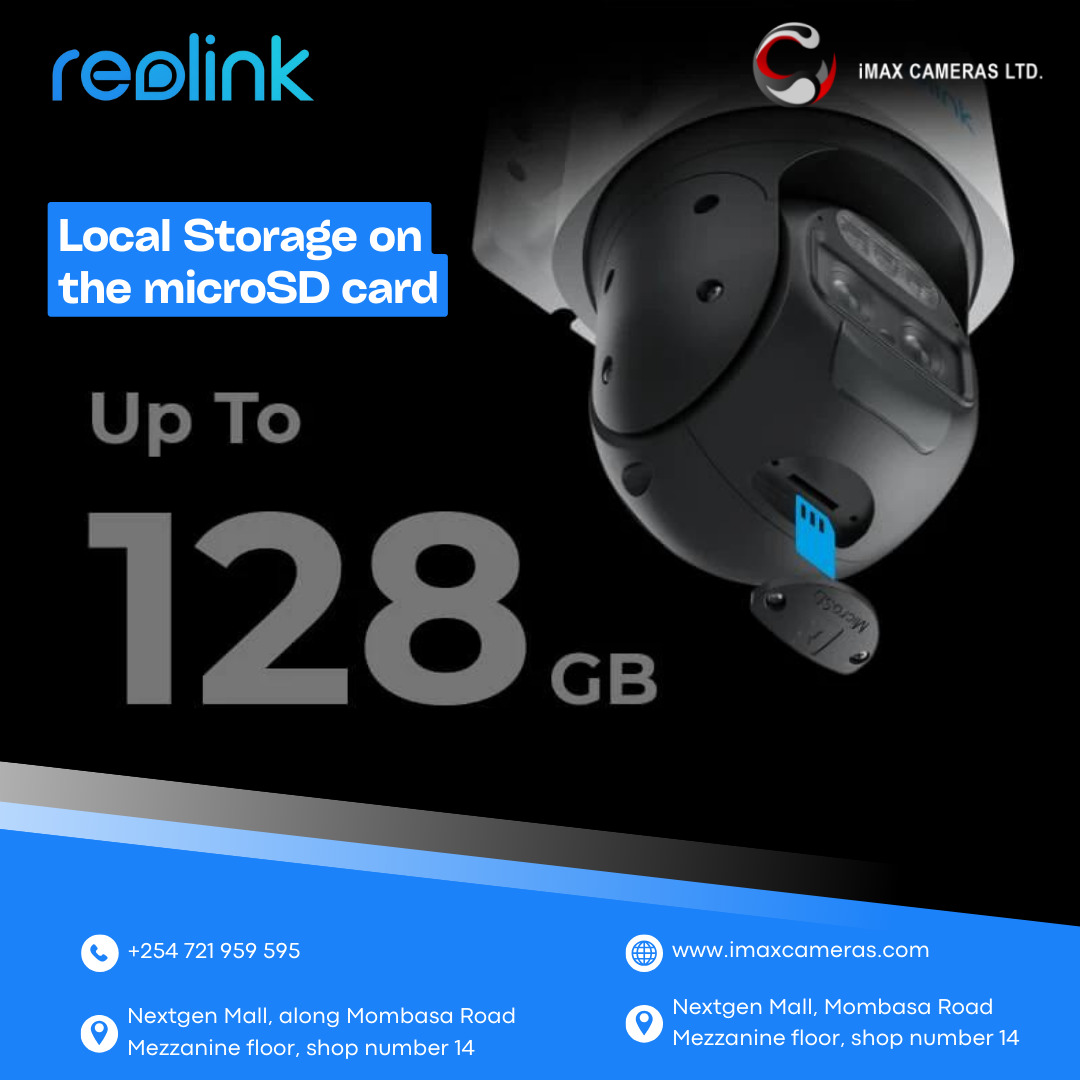 reolink
iMAX CAMERAS LTD.
Local Storage on
the microSD card
Up To
128 GB
MicroSD
+254 721 959 595
www.imaxcameras.com
Nextgen Mall, along Mombasa Road
Mezzanine floor, shop number 14
Nextgen Mall, Mombasa Road
Mezzanine floor, shop number 14